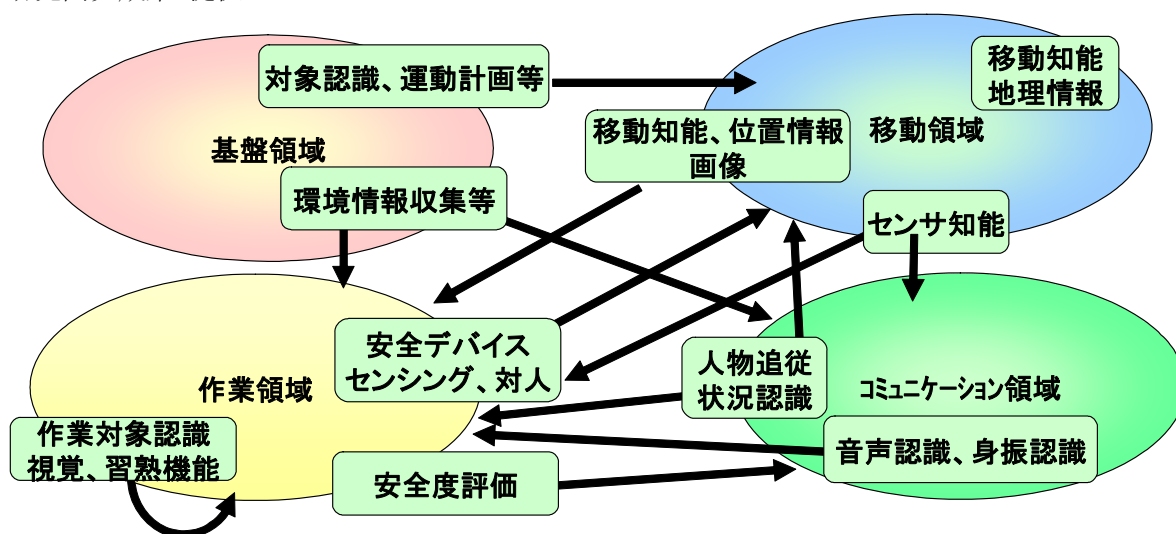 対象認識、運動計画等
移動知能
地理情報
基盤領域
移動知能、位置情報
画像
移動領域
環境情報収集等
センサ知能
安全デバイス
センシング、対人
作業領域
人物追従
状況認識
コミュニケーション領域
作業対象認識
視覚、習熟機能
安全度評価
音声認識、身振認識